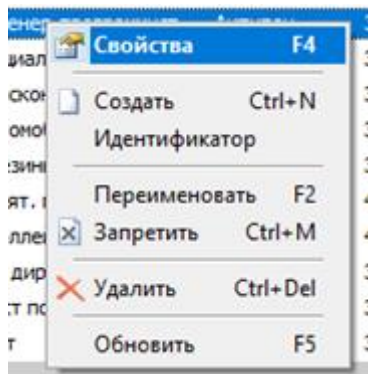 Свойства F4
Создать Ctrl+N
Идентификатор
Переименовать F2
Запретить Ctrl+M
Удалить Ctrl+Del
Обновить F5